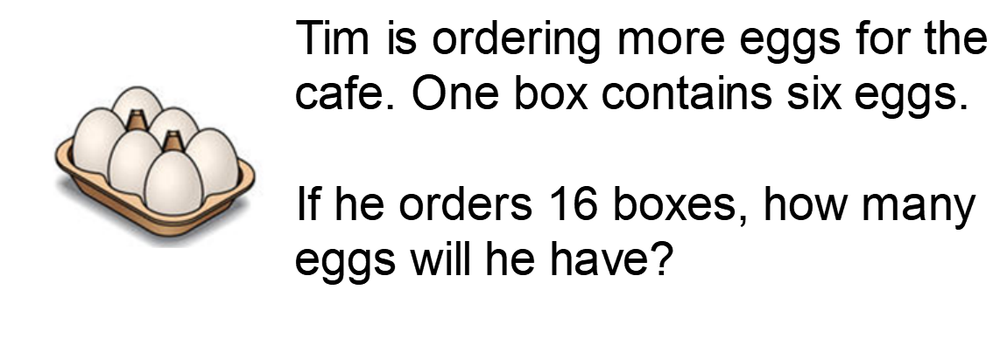 Tim is ordering more eggs for the
cafe. One box contains six eggs.
If he orders 16 boxes, how many
eggs will he have?